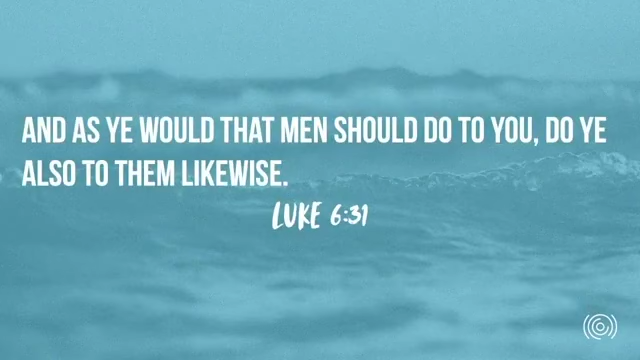 AND AS YE WOULD THAT MEN SHOULD DO TO YOU, DO YE
ALSO TO THEM LIKEWISE.
LUKE 6:31